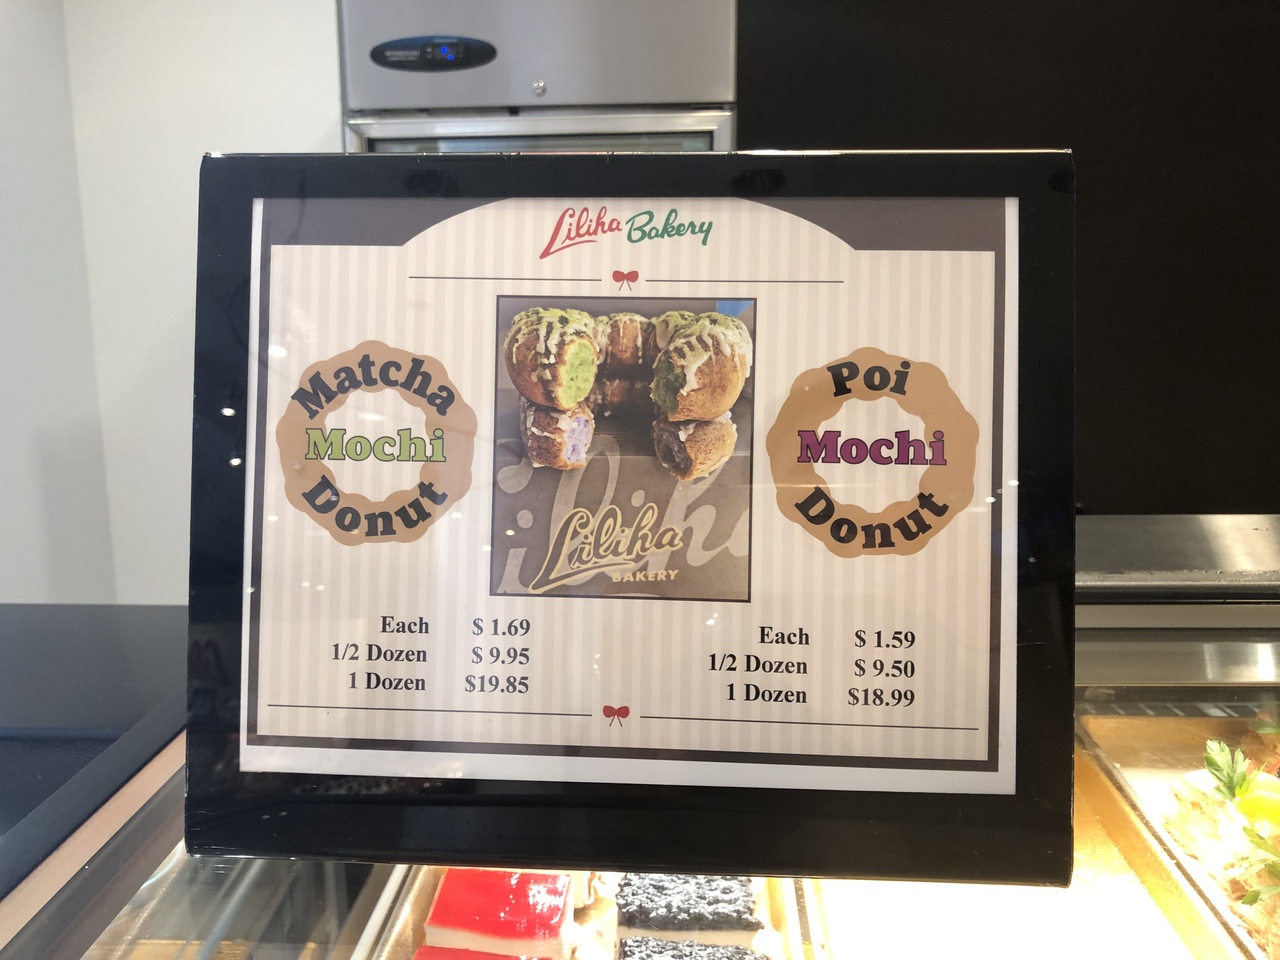 Liliha Bakery
Matcha
Mochi
Donut
Liliha
BAKERY
Poi
Mochi
Donut
Each $ 1.69
1/2 Dozen $ 9.95
1 Dozen $19.85
Each $ 1.59
1/2 Dozen $ 9.50
1 Dozen $18.99